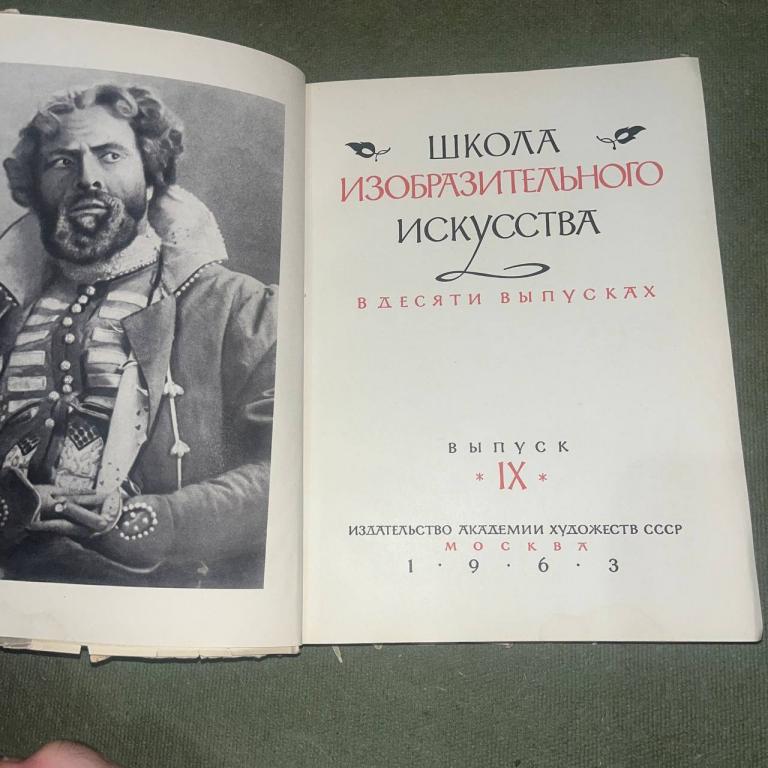 ШКОЛА
ИЗОБРАЗИТЕЛЬНОГО
ИСКУССТВА
В ДЕСЯТИ ВЫПУСКАХ
ВЫПУСК
* IX *
ИЗДАТЕЛЬСТВО АКАДЕМИИ ХУДОЖЕСТВ СССР
МОСКВА
1 · 9 · 6 · 3